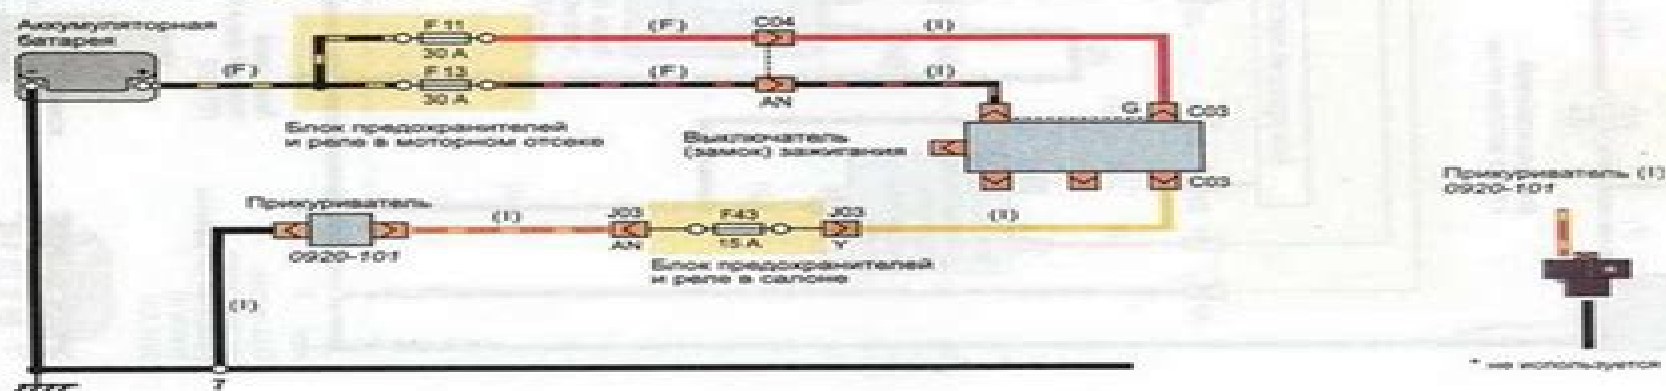 Аккумуляторная
батарея
- +
(F)
F 11
30 A
F 13
30 A
(F)
(F)
C04
AN
(I)
(I)
G C03
Блок предохранителей
и реле в моторном отсеке
Выключатель
(замок) зажигания
C03
Прикуриватель
0920-101
(I)
J03
AN
F43
15 A
J03
Y
(I)
Блок предохранителей
и реле в салоне
(I)
7
Прикуриватель (I)
0920-101
* не используется